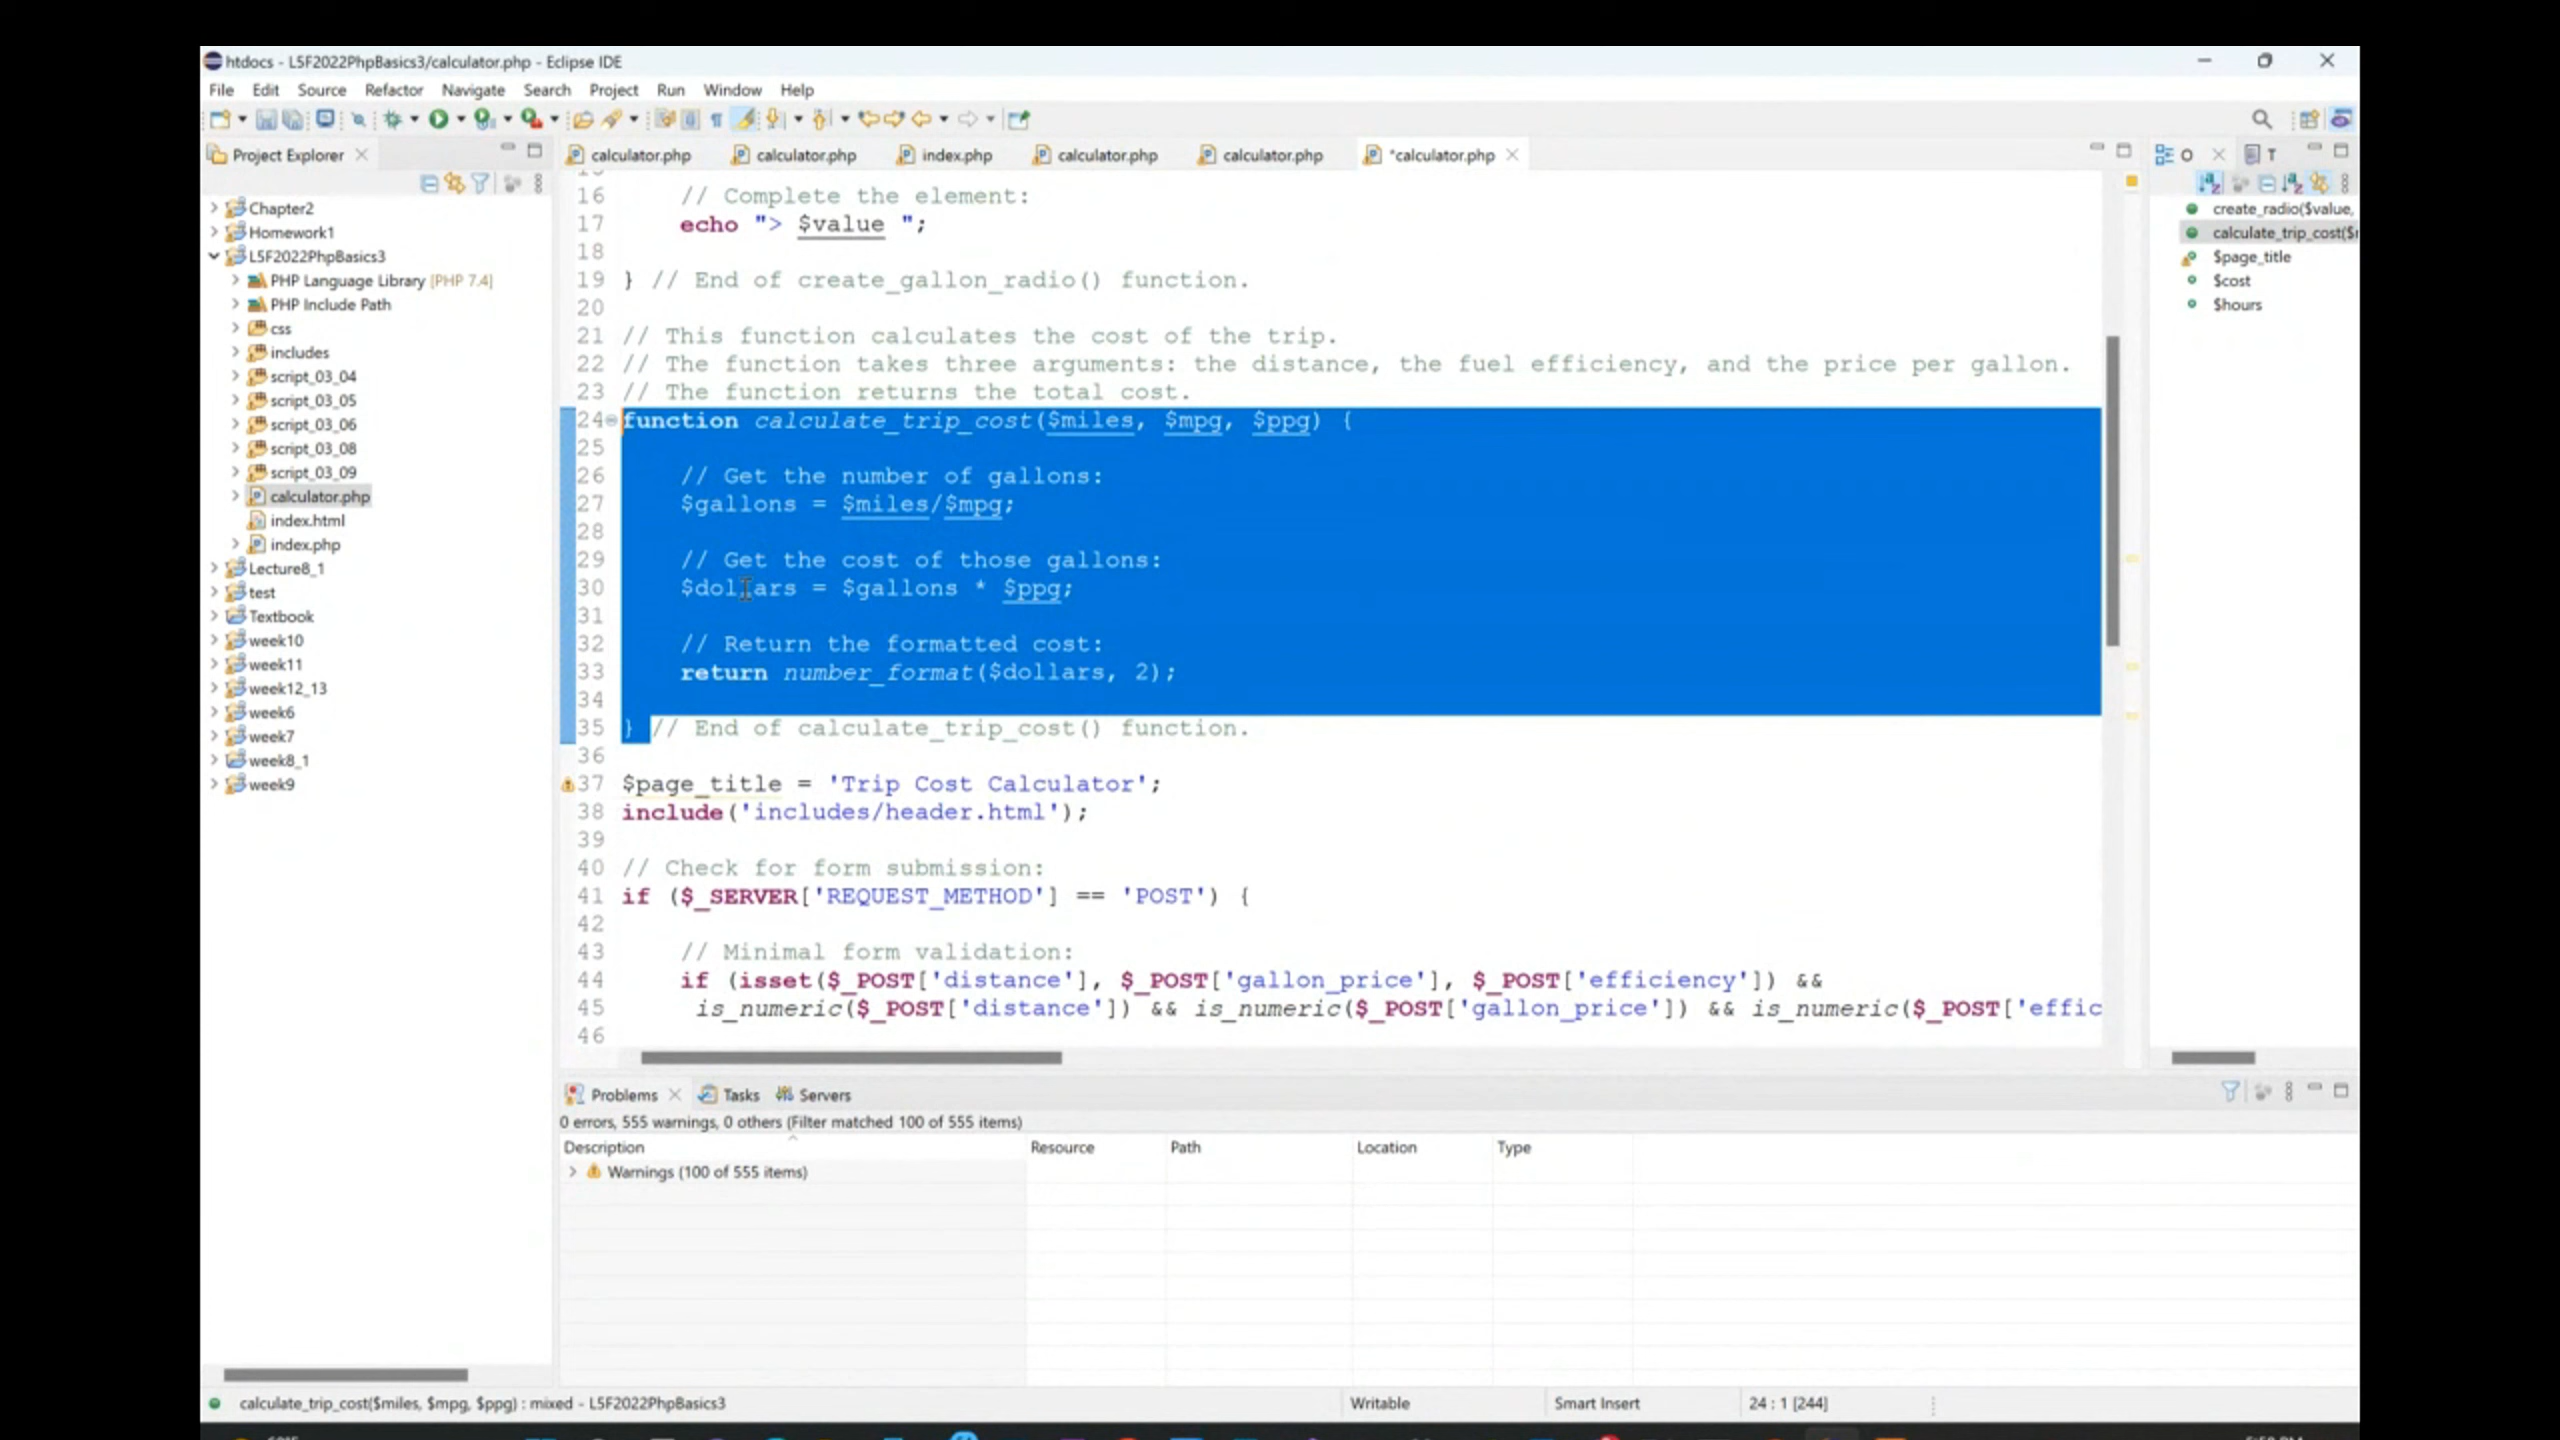 htdocs - L5F2022PhpBasics3/calculator.php - Eclipse IDE
File Edit Source Refactor Navigate Search Project Run Window Help
Project Explorer
calculator.php calculator.php index.php calculator.php calculator.php *calculator.php
O T
Chapter2
Homework1
L5F2022PhpBasics3
PHP Language Library [PHP 7.4]
PHP Include Path
css
includes
script_03_04
script_03_05
script_03_06
script_03_08
script_03_09
calculator.php
index.html
index.php
Lecture8_1
test
Textbook
week10
week11
week12_13
week6
week7
week8_1
week9
16 // Complete the element:
17 echo "> $value ";
18
19 } // End of create_gallon_radio() function.
20
21 // This function calculates the cost of the trip.
22 // The function takes three arguments: the distance, the fuel efficiency, and the price per gallon.
23 // The function returns the total cost.
24 function calculate_trip_cost($miles, $mpg, $ppg) {
25
26 // Get the number of gallons:
27 $gallons = $miles/$mpg;
28
29 // Get the cost of those gallons:
30 $dollars = $gallons * $ppg;
31
32 // Return the formatted cost:
33 return number_format($dollars, 2);
34
35 } // End of calculate_trip_cost() function.
36
37 $page_title = 'Trip Cost Calculator';
38 include('includes/header.html');
39
40 // Check for form submission:
41 if ($_SERVER['REQUEST_METHOD'] == 'POST') {
42
43 // Minimal form validation:
44 if (isset($_POST['distance'], $_POST['gallon_price'], $_POST['efficiency']) &&
45 is_numeric($_POST['distance']) && is_numeric($_POST['gallon_price']) && is_numeric($_POST['effic
46
create_radio($value,
calculate_trip_cost($
$page_title
$cost
$hours
Problems Tasks Servers
0 errors, 555 warnings, 0 others (Filter matched 100 of 555 items)
Description Resource Path Location Type
Warnings (100 of 555 items)
calculate_trip_cost($miles, $mpg, $ppg) : mixed - L5F2022PhpBasics3
Writable Smart Insert 24 : 1 [244]